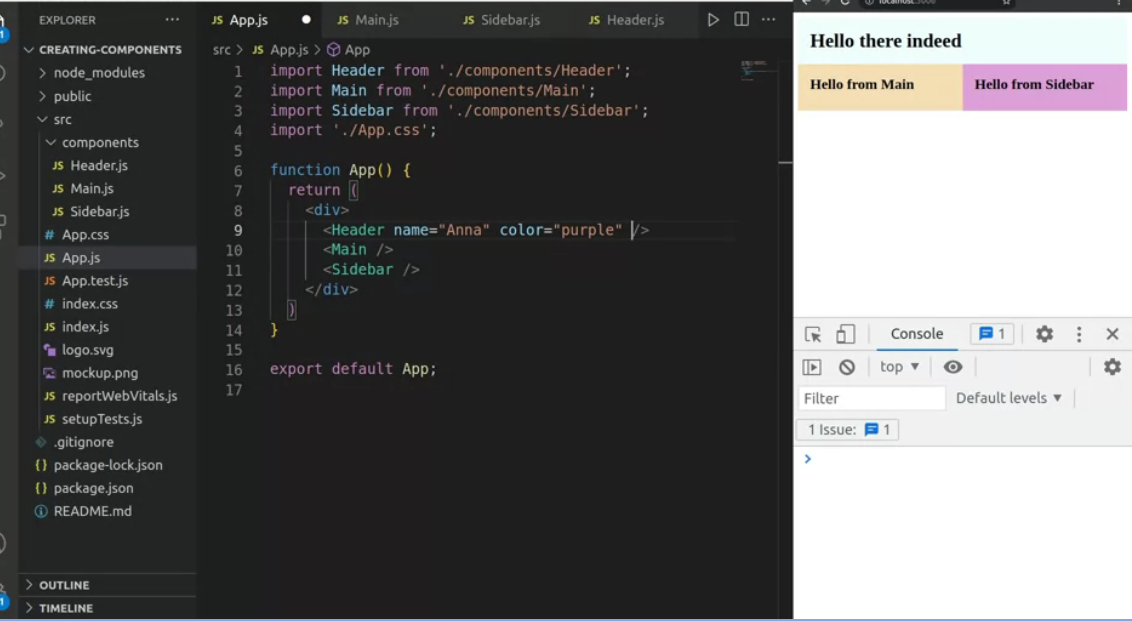 EXPLORER
CREATING-COMPONENTS
node_modules
public
src
components
JS Header.js
JS Main.js
JS Sidebar.js
# App.css
JS App.js
JS App.test.js
# index.css
JS index.js
logo.svg
mockup.png
JS reportWebVitals.js
JS setupTests.js
.gitignore
{} package-lock.json
{} package.json
README.md
OUTLINE
TIMELINE
1
1
JS App.js JS Main.js JS Sidebar.js JS Header.js
src > JS App.js > App
1 import Header from './components/Header';
2 import Main from './components/Main';
3 import Sidebar from './components/Sidebar';
4 import './App.css';
5
6 function App() {
7 return (
8 <div>
9 <Header name="Anna" color="purple" />
10 <Main />
11 <Sidebar />
12 </div>
13 )
14 }
15
16 export default App;
17
Hello there indeed
Hello from Main Hello from Sidebar
Console 1
top
Filter Default levels
1 Issue: 1